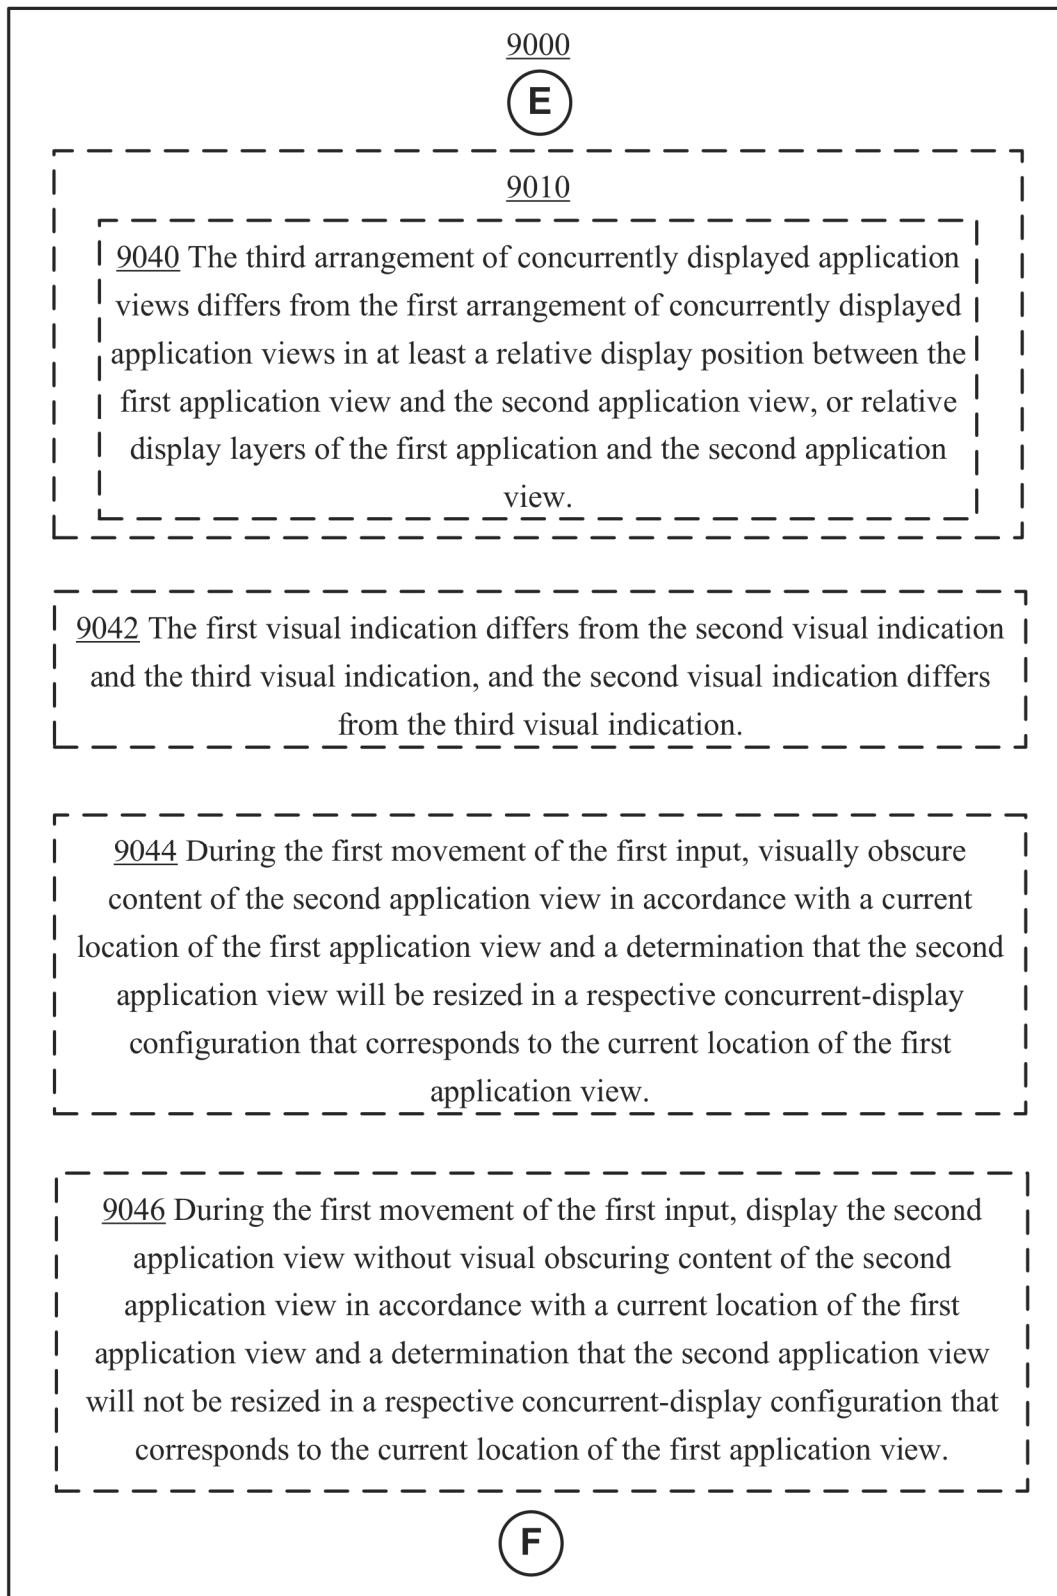 9000
E
9010
9040 The third arrangement of concurrently displayed application
views differs from the first arrangement of concurrently displayed
application views in at least a relative display position between the
first application view and the second application view, or relative
display layers of the first application and the second application
view.
9042 The first visual indication differs from the second visual indication
and the third visual indication, and the second visual indication differs
from the third visual indication.
9044 During the first movement of the first input, visually obscure
content of the second application view in accordance with a current
location of the first application view and a determination that the second
application view will be resized in a respective concurrent-display
configuration that corresponds to the current location of the first
application view.
9046 During the first movement of the first input, display the second
application view without visual obscuring content of the second
application view in accordance with a current location of the first
application view and a determination that the second application view
will not be resized in a respective concurrent-display configuration that
corresponds to the current location of the first application view.
F